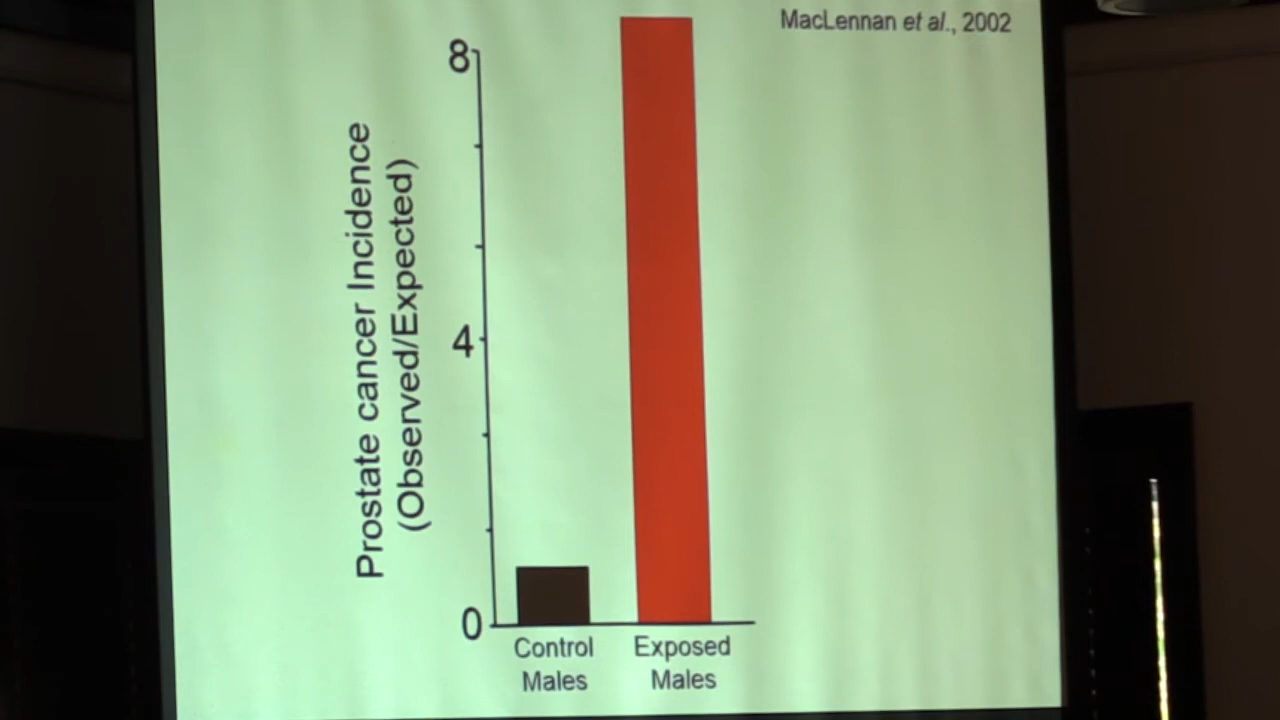 MacLennan et al., 2002
Prostate cancer Incidence
(Observed/Expected)
8
4
0
Control
Males
Exposed
Males